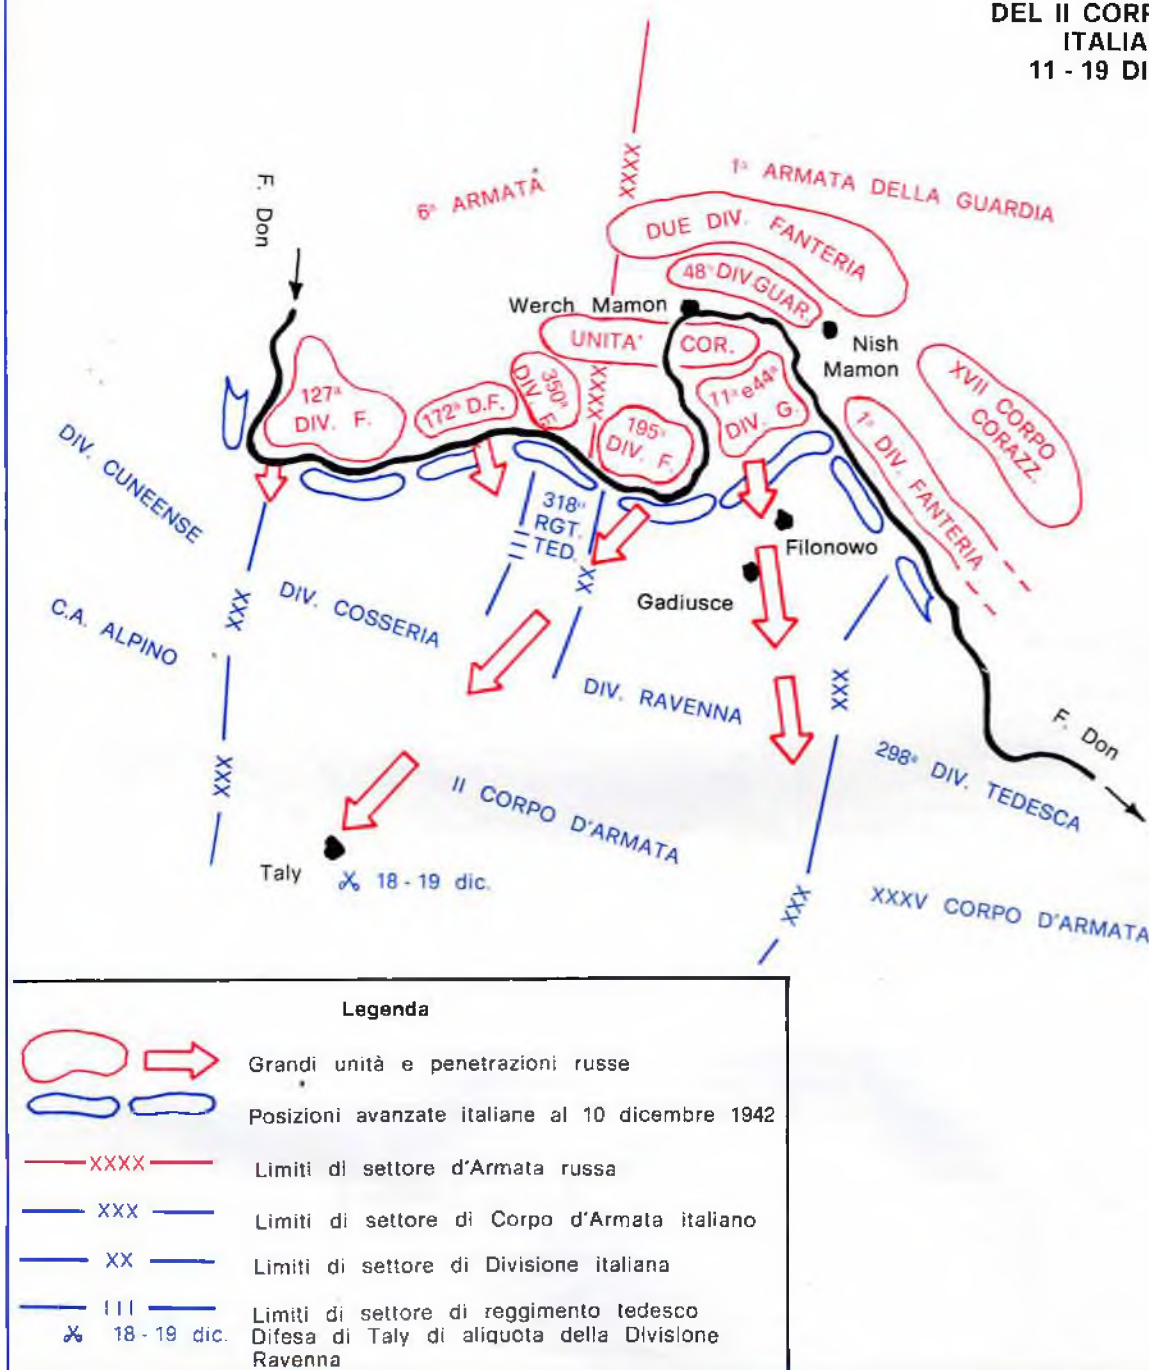 DEL II CORP
ITALIA
11 - 19 DI
F. Don
6ª ARMATA
XXXX
1ª ARMATA DELLA GUARDIA
DUE DIV. FANTERIA
48ª DIV. GUAR.
Werch Mamon
Nish
Mamon
UNITA' COR.
XXXX
127ª
DIV. F.
172ª D.F.
350ª
DIV. F.
195ª
DIV. F.
11ª e 44ª
DIV. G.
XVII CORPO
CORAZZ.
1ª DIV. FANTERIA
DIV. CUNEENSE
C.A. ALPINO
XXX
XXX
DIV. COSSERIA
318º
RGT.
TED.
III
XX
Filonowo
Gadiusce
DIV. RAVENNA
XXX
F. Don
298ª DIV. TEDESCA
II CORPO D'ARMATA
Taly
18 - 19 dic.
XXX
XXXV CORPO D'ARMATA
Legenda
Grandi unità e penetrazioni russe
Posizioni avanzate italiane al 10 dicembre 1942
XXXX Limiti di settore d'Armata russa
XXX Limiti di settore di Corpo d'Armata italiano
XX Limiti di settore di Divisione italiana
III Limiti di settore di reggimento tedesco
18 - 19 dic. Difesa di Taly di aliquota della Divisione
Ravenna